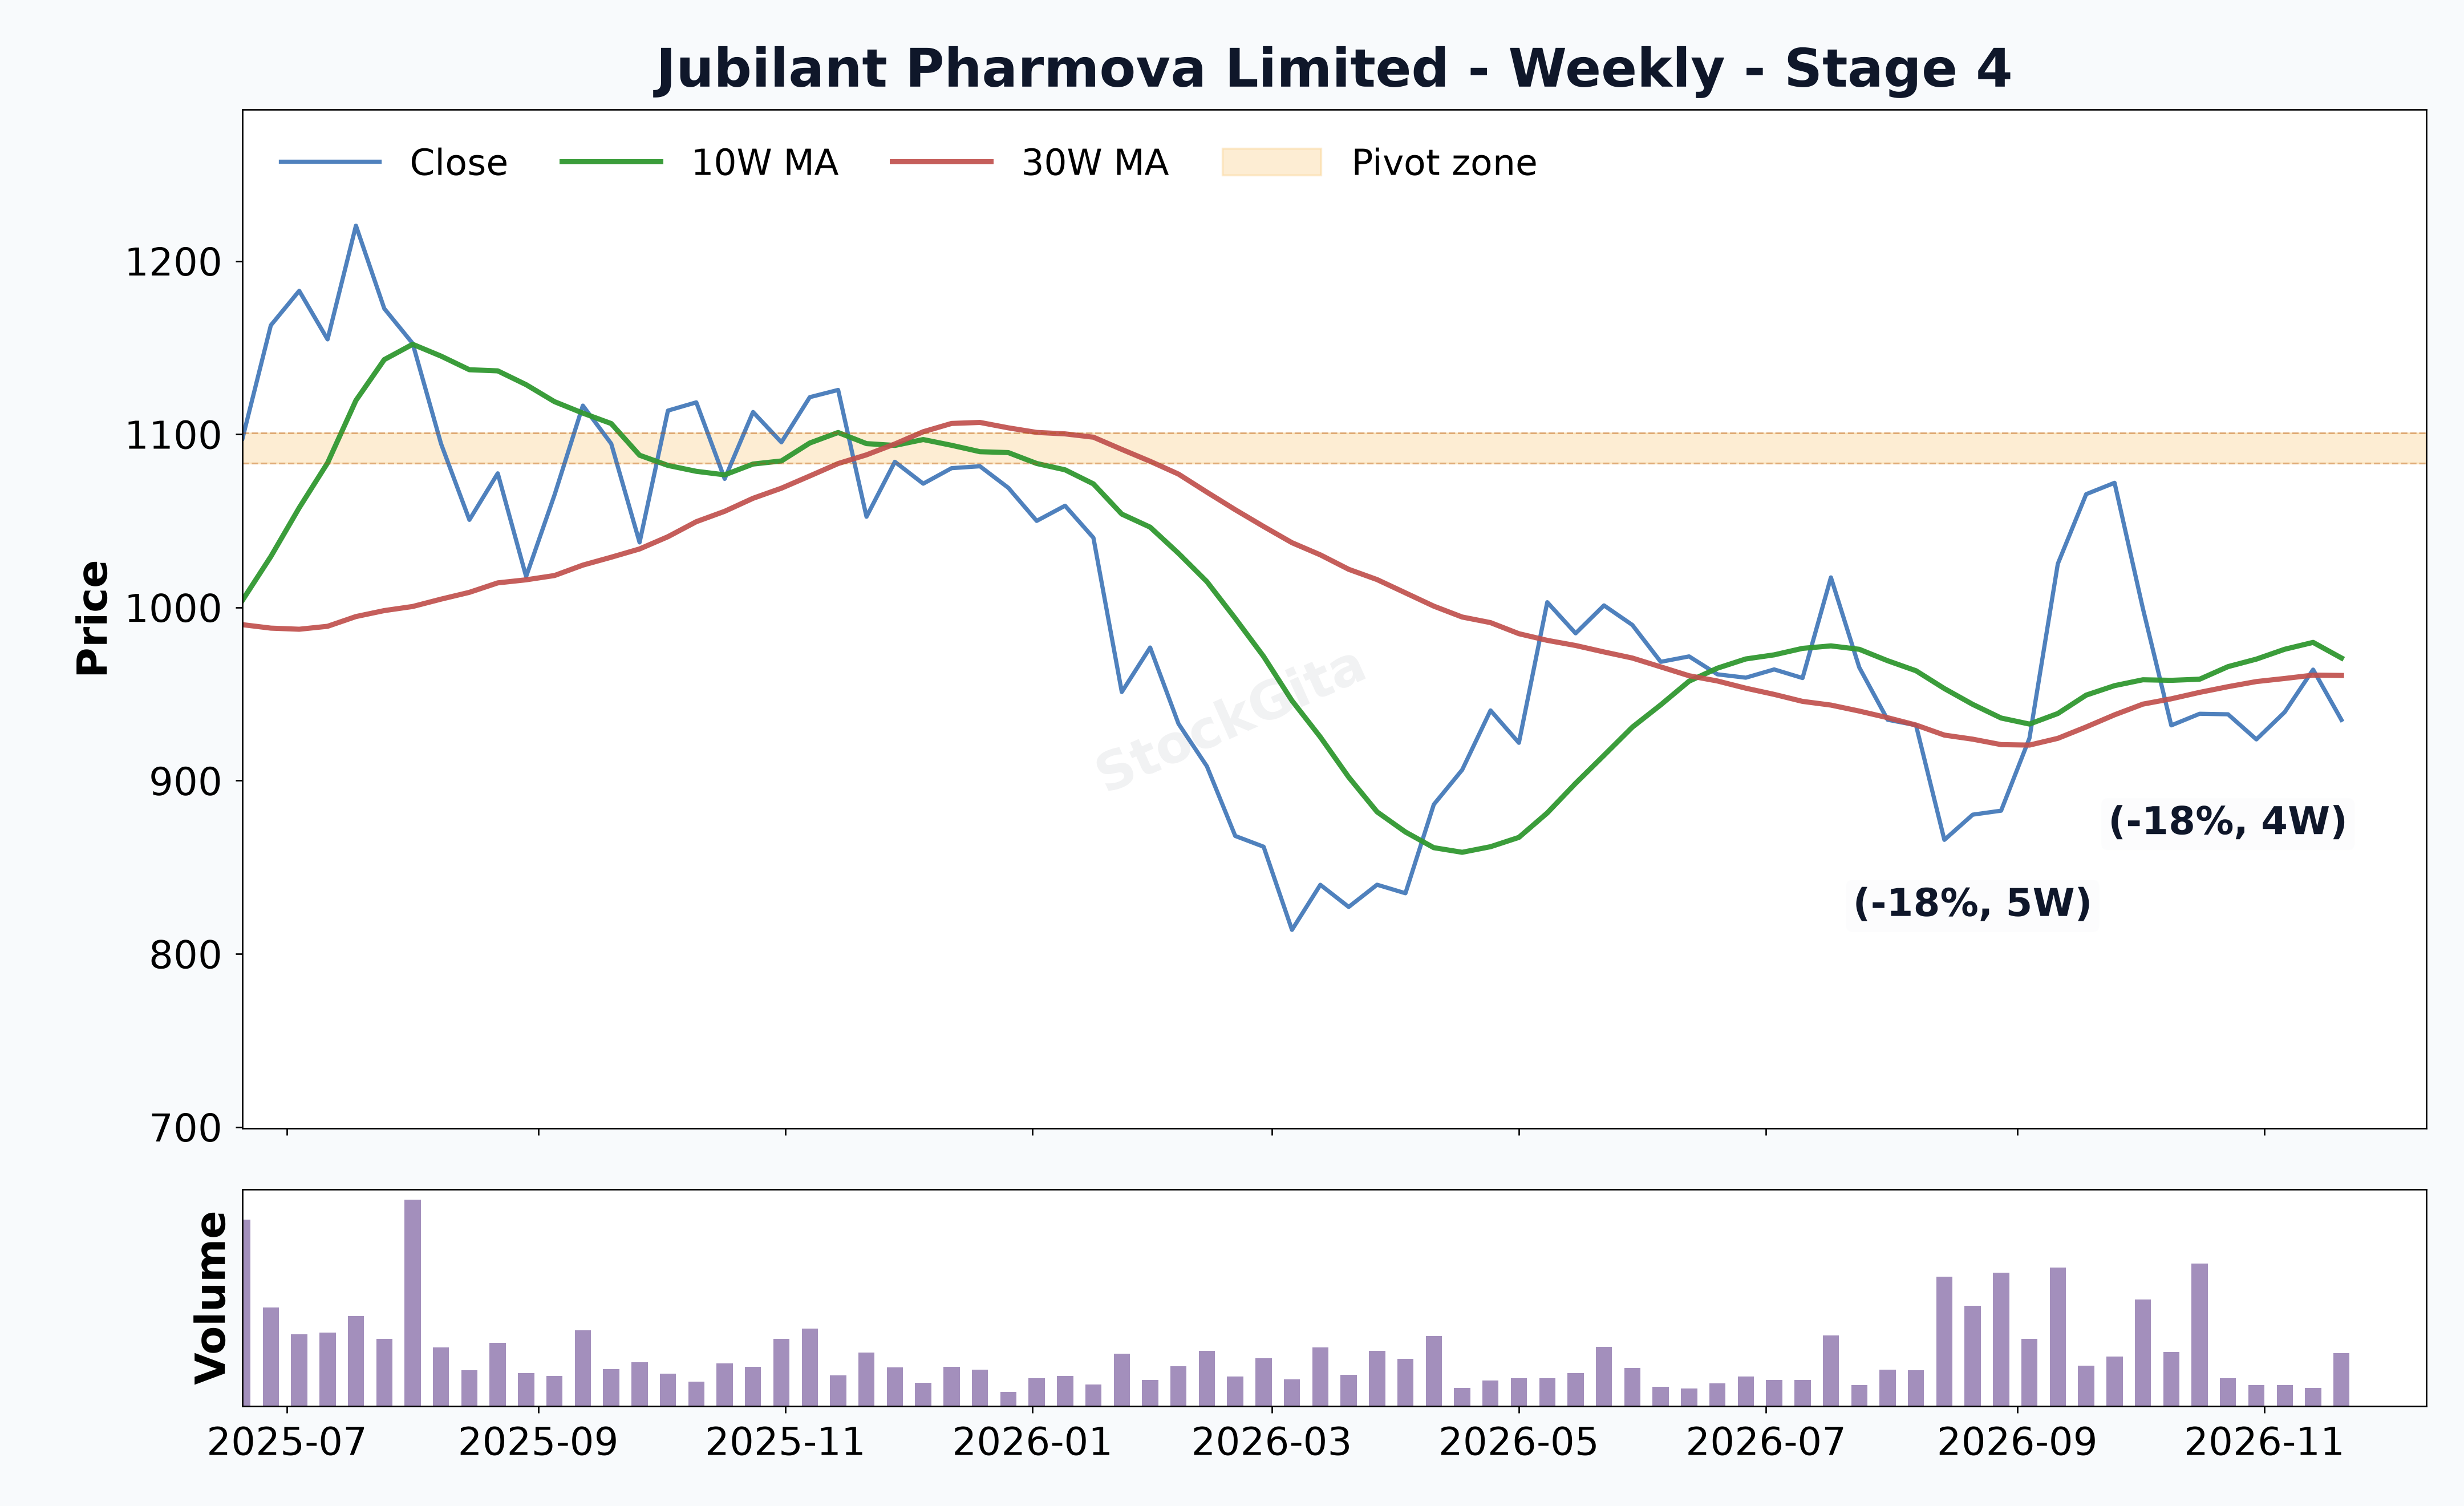 Jubilant Pharmova Limited - Weekly - Stage 4
Close 10W MA 30W MA Pivot zone
1200
1100
1000
900
800
700
Price
StockGita
(-18%, 4W)
(-18%, 5W)
Volume
2025-07 2025-09 2025-11 2026-01 2026-03 2026-05 2026-07 2026-09 2026-11